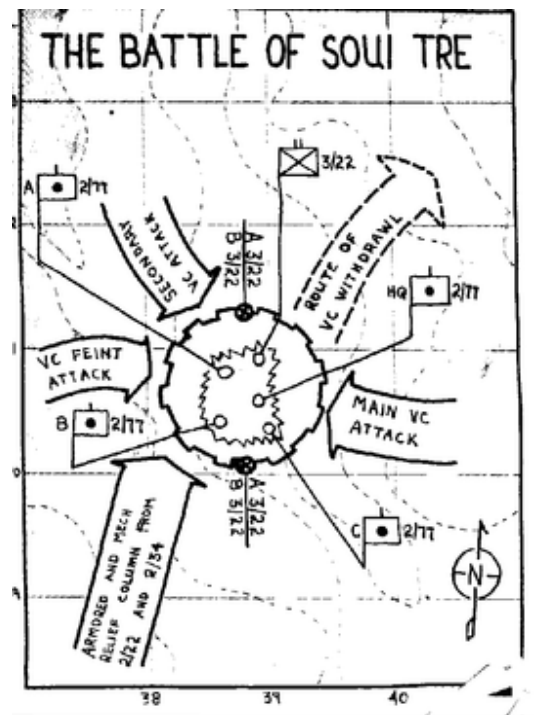 THE BATTLE OF SOUI TRE
3/22
A 2/77
SECONDARY
VC ATTACK
ROUTE OF
VC WITHDRAWL
A 3/22
B 3/22
HQ 2/77
VC FEINT
ATTACK
MAIN VC
ATTACK
B 2/77
A 3/22
B 3/22
C 2/77
ARMORED AND MECH
RELIEF COLUMN FROM
2/22 AND 2/34
N
38 39 40